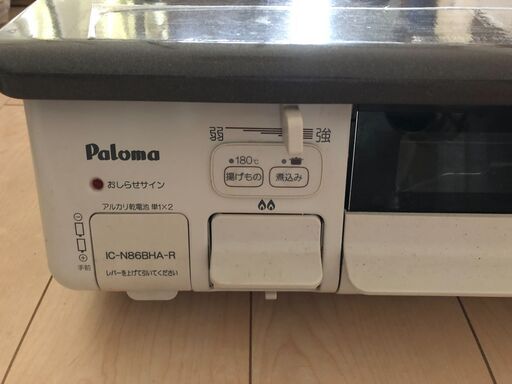 弱 強
Paloma
180℃
揚げもの 煮込み
おしらせサイン
アルカリ乾電池 単1×2
⊖
⊕
手前
IC-N86BHA-R
レバーを上げて引いてください